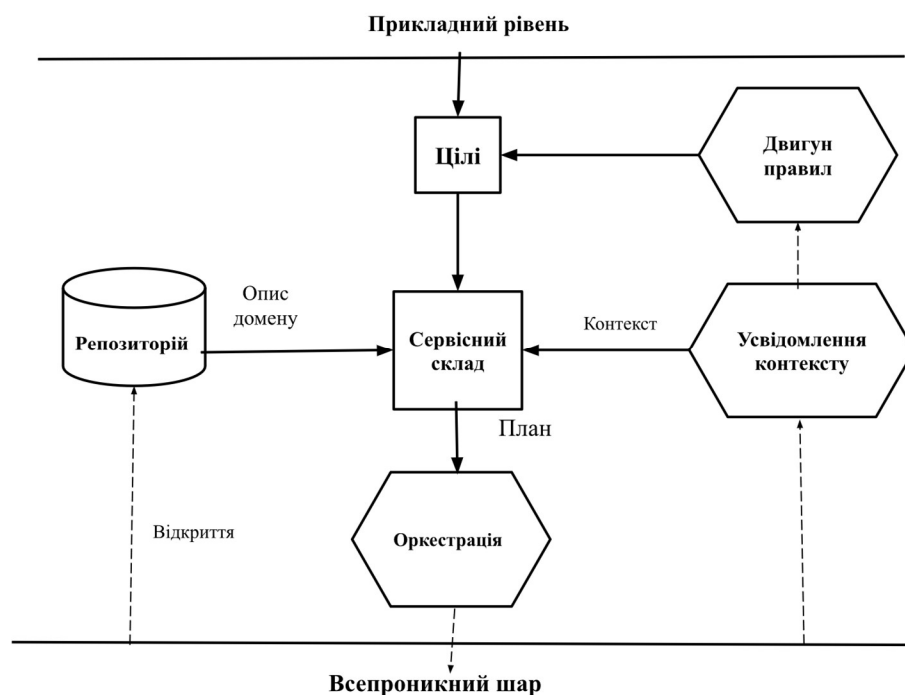 Прикладний рівень
Цілі
Двигун
правил
Опис
домену
Репозиторій
Сервісний
склад
Контекст
Усвідомлення
контексту
План
Відкриття
Оркестрація
Всепроникний шар